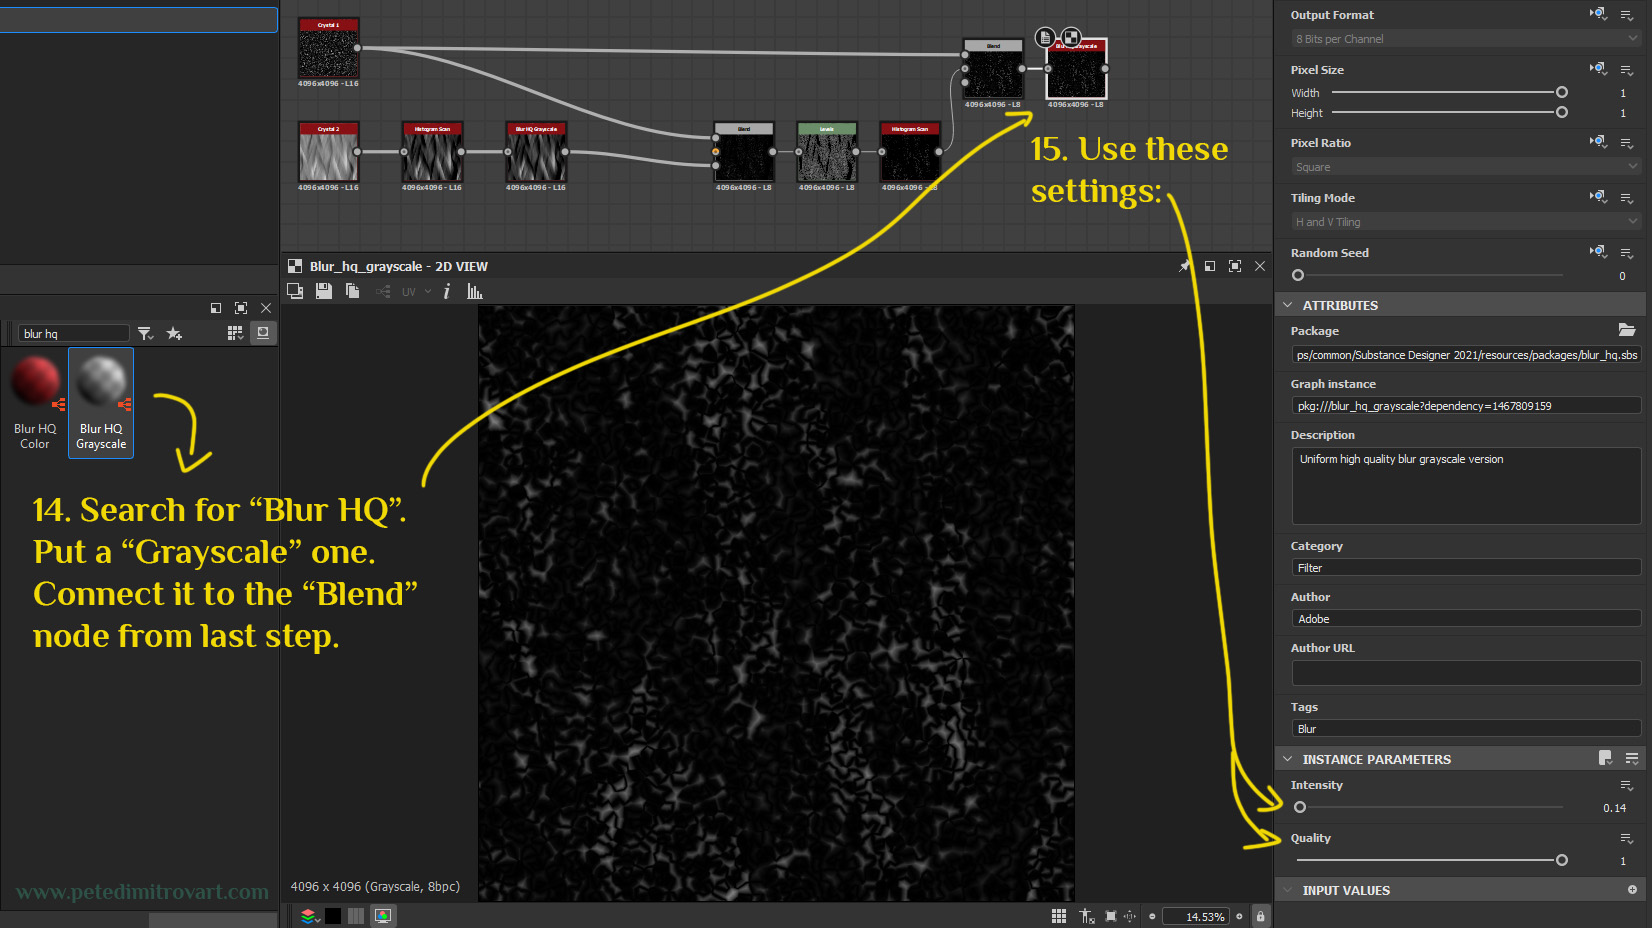 Crystal 1
4096x4096 - L16
Crystal 2
4096x4096 - L16
Histogram Scan
4096x4096 - L16
Blur HQ Grayscale
4096x4096 - L16
Blend
4096x4096 - L8
Levels
4096x4096 - L8
Histogram Scan
4096x4096 - L8
Blend
4096x4096 - L8
4096x4096 - L8
15. Use these
settings:
Blur_hq_grayscale - 2D VIEW
UV
blur hq
Blur HQ
Color
Blur HQ
Grayscale
14. Search for “Blur HQ”.
Put a “Grayscale” one.
Connect it to the “Blend”
node from last step.
www.petedimitrovart.com
4096 x 4096 (Grayscale, 8bpc)
14.53%
Output Format
8 Bits per Channel
Pixel Size
Width 1
Height 1
Pixel Ratio
Square
Tiling Mode
H and V Tiling
Random Seed
0
ATTRIBUTES
Package
ps/common/Substance Designer 2021/resources/packages/blur_hq.sbs
Graph instance
pkg:///blur_hq_grayscale?dependency=1467809159
Description
Uniform high quality blur grayscale version
Category
Filter
Author
Adobe
Author URL
Tags
Blur
INSTANCE PARAMETERS
Intensity
0.14
Quality
1
INPUT VALUES